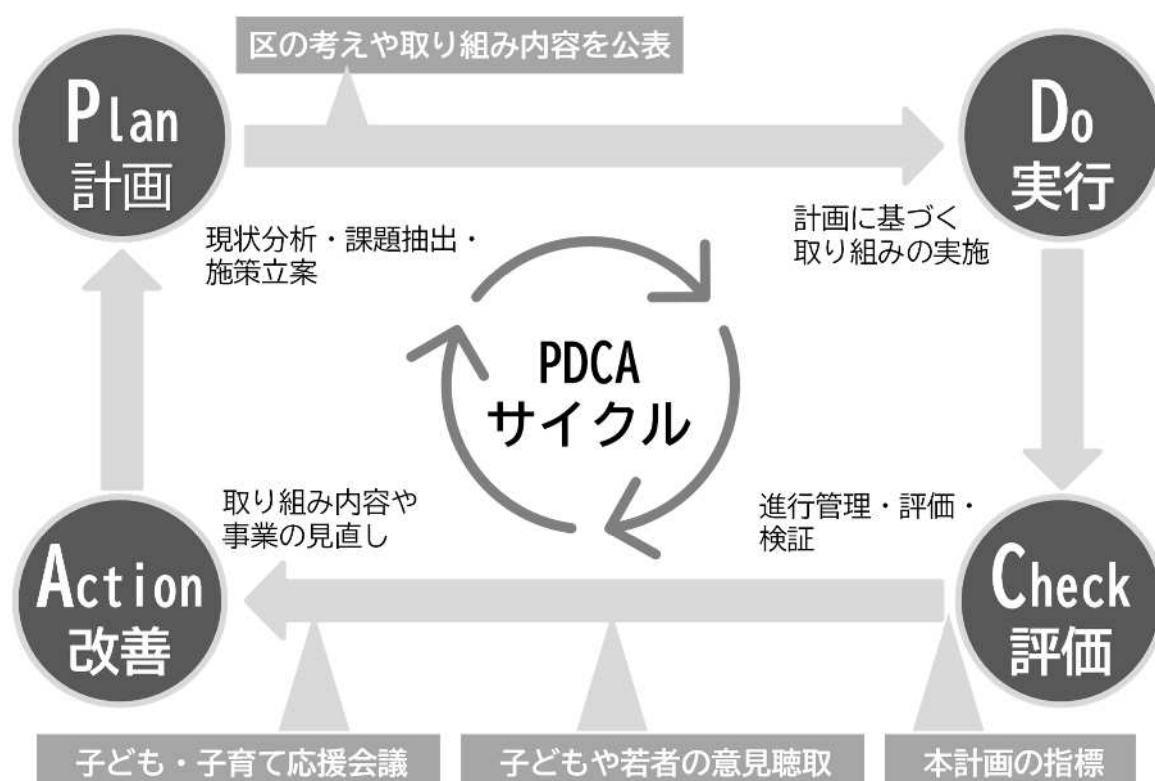 区の考えや取り組み内容を公表
Plan
計画
Do
実行
現状分析・課題抽出・
施策立案
計画に基づく
取り組みの実施
PDCA
サイクル
取り組み内容や
事業の見直し
進行管理・評価・
検証
Action
改善
Check
評価
子ども・子育て応援会議
子どもや若者の意見聴取
本計画の指標